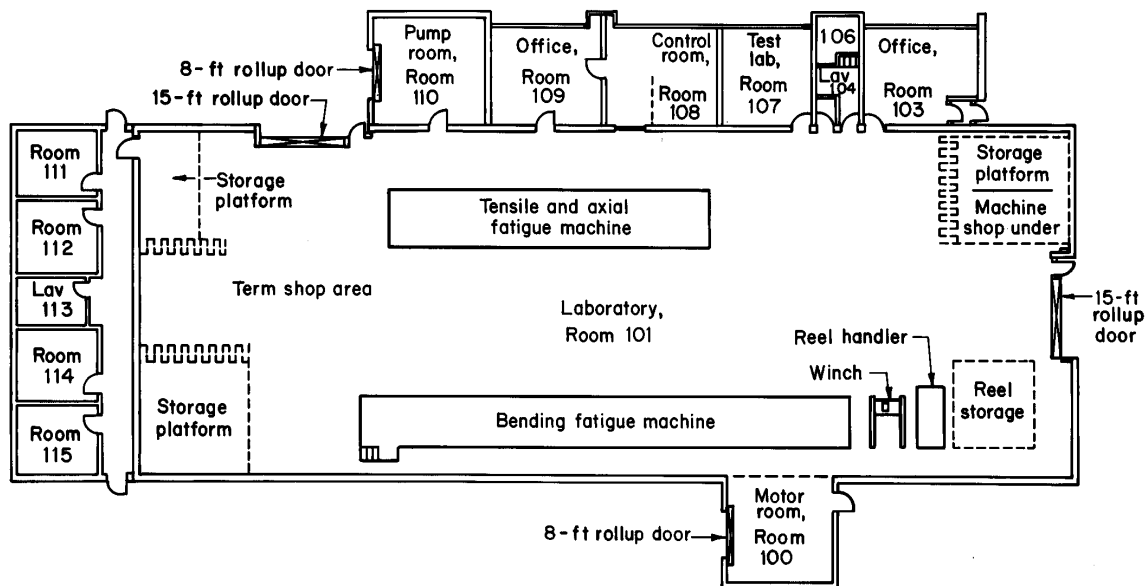 Pump
room,
Room
110
Office,
Room
109
Control
room,
Room
108
Test
lab,
Room
107
106
Lav
104
Office,
Room
103
8-ft rollup door
15-ft rollup door
Room
111
Room
112
Lav
113
Room
114
Room
115
Storage
platform
Tensile and axial
fatigue machine
Storage
platform
Machine
shop under
Term shop area
Laboratory,
Room 101
15-ft
rollup
door
Reel handler
Winch
Reel
storage
Storage
platform
Bending fatigue machine
Motor
room,
Room
100
8-ft rollup door